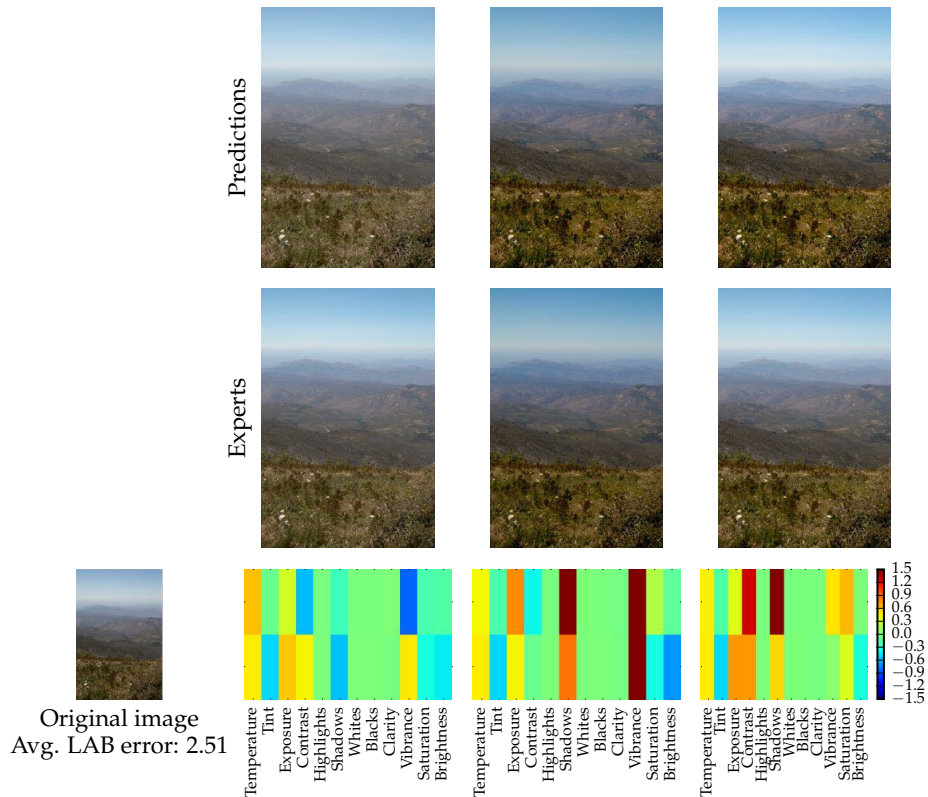 Predictions
Experts
1.5
1.2
0.9
0.6
0.3
0.0
−0.3
−0.6
−0.9
−1.2
−1.5
Original image
Avg. LAB error: 2.51
Temperature
Tint
Exposure
Contrast
Highlights
Shadows
Whites
Blacks
Clarity
Vibrance
Saturation
Brightness
Temperature
Tint
Exposure
Contrast
Highlights
Shadows
Whites
Blacks
Clarity
Vibrance
Saturation
Brightness
Temperature
Tint
Exposure
Contrast
Highlights
Shadows
Whites
Blacks
Clarity
Vibrance
Saturation
Brightness